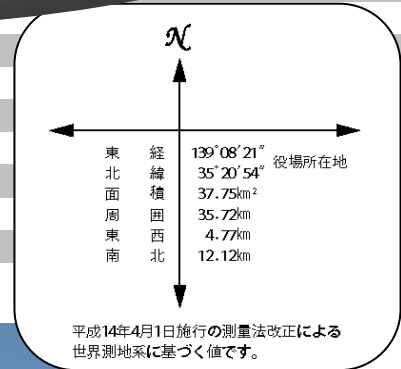 N
東経 139°08′21″ 役場所在地
北緯 35°20′54″
面積 37.75km²
周囲 35.72km
東西 4.77km
南北 12.12km
平成14年4月1日施行の測量法改正による
世界測地系に基づく値です。